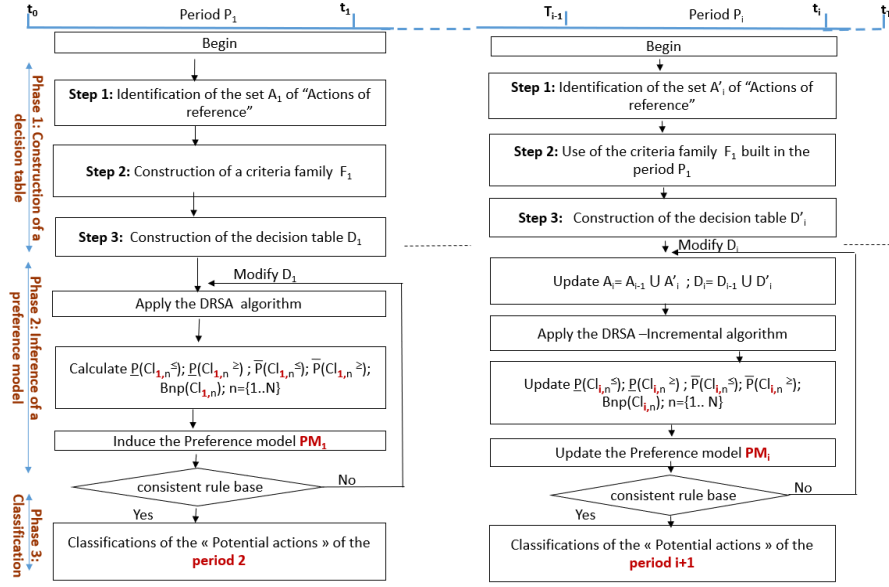 t₀ Period P₁ t₁
Begin
Step 1: Identification of the set A₁ of “Actions of
reference”
Step 2: Construction of a criteria family F₁
Step 3: Construction of the decision table D₁
Modify D₁
Apply the DRSA algorithm
Calculate P̲(Cl₁,ₙ≤); P̲(Cl₁,ₙ ≥) ; P̅(Cl₁,ₙ≤); P̅(Cl₁,ₙ ≥);
Bnp(Cl₁,ₙ); n={1..N}
Induce the Preference model PM₁
consistent rule base
No
Yes
Classifications of the « Potential actions » of the
period 2
Phase 1: Construction of a
decision table
Phase 2: Inference of a
preference model
Phase 3:
Classification
Tᵢ₋₁ Period Pᵢ tᵢ t_T
Begin
Step 1: Identification of the set A’ᵢ of “Actions of
reference”
Step 2: Use of the criteria family F₁ built in the
period P₁
Step 3: Construction of the decision table D’ᵢ
Modify Dᵢ
Update Aᵢ= Aᵢ₋₁ U A’ᵢ ; Dᵢ= Dᵢ₋₁ U D’ᵢ
Apply the DRSA –Incremental algorithm
Update P̲(Clᵢ,ₙ≤); P̲(Clᵢ,ₙ ≥) ; P̅(Clᵢ,ₙ≤); P̅(Clᵢ,ₙ ≥);
Bnp(Clᵢ,ₙ); n={1.. N}
Update the Preference model PMᵢ
consistent rule base
No
Yes
Classifications of the « Potential actions » of the
period i+1